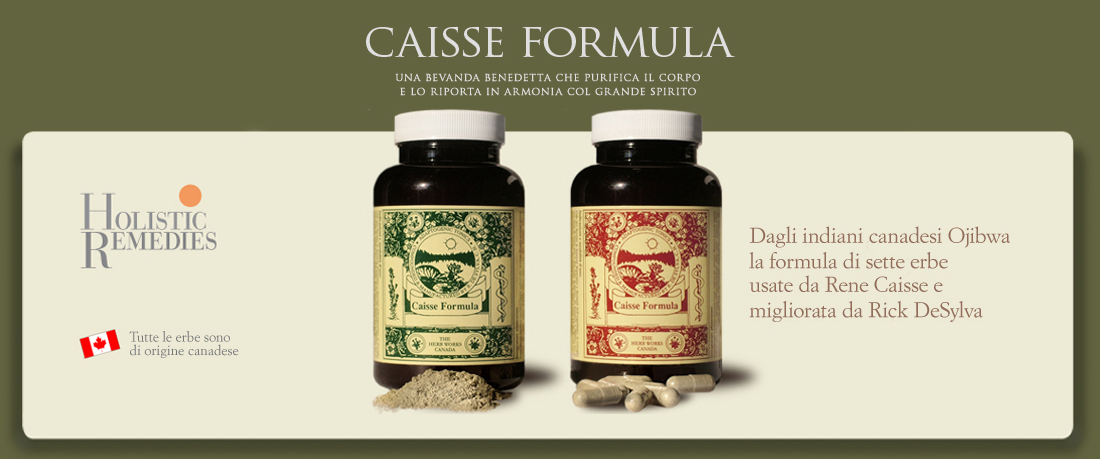 CAISSE FORMULA
UNA BEVANDA BENEDETTA CHE PURIFICA IL CORPO
E LO RIPORTA IN ARMONIA COL GRANDE SPIRITO
HOLISTIC
REMEDIES
Tutte le erbe sono
di origine canadese
Caisse Formula
THE
HERB WORKS
CANADA
Caisse Formula
THE
HERB WORKS
CANADA
Dagli indiani canadesi Ojibwa
la formula di sette erbe
usate da Rene Caisse e
migliorata da Rick DeSylva